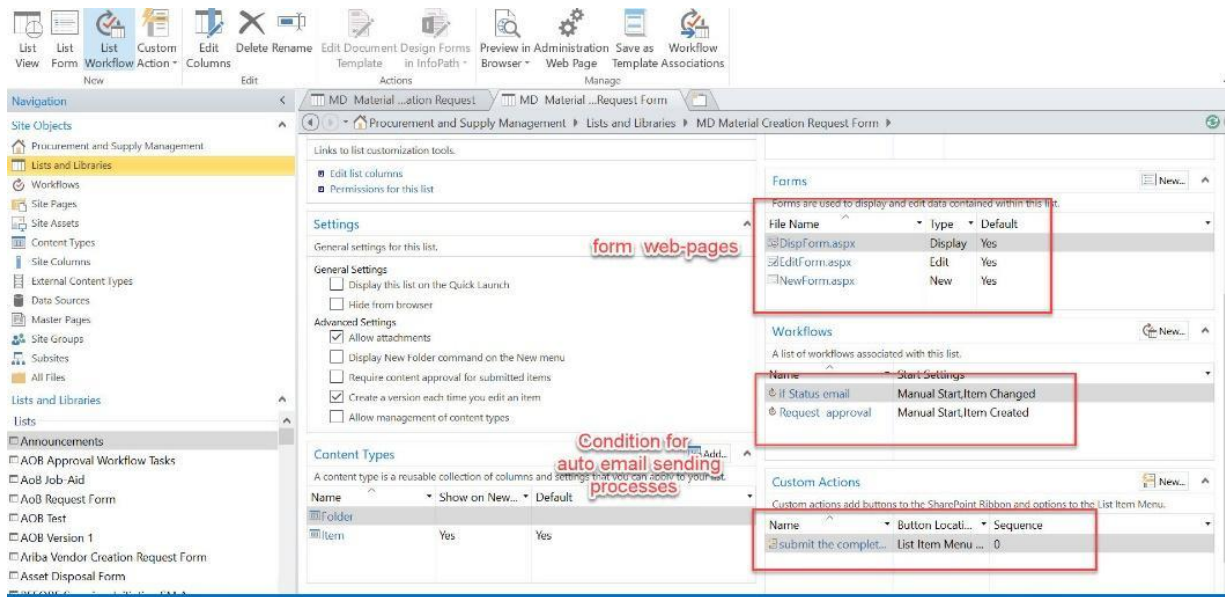 List View
List Form
List Workflow
Custom Action
Edit Columns
Delete
Rename
Edit Document Template
Design Forms in InfoPath
Preview in Browser
Administration Web Page
Save as Template
Workflow Associations
New
Edit
Actions
Manage
Navigation
MD Material ...ation Request
MD Material ...Request Form
Procurement and Supply Management
Lists and Libraries
MD Material Creation Request Form
Site Objects
Procurement and Supply Management
Lists and Libraries
Workflows
Site Pages
Site Assets
Content Types
Site Columns
External Content Types
Data Sources
Master Pages
Site Groups
Subsites
All Files
Lists and Libraries
Lists
Announcements
AOB Approval Workflow Tasks
AoB Job-Aid
AoB Request Form
AOB Test
AOB Version 1
Ariba Vendor Creation Request Form
Asset Disposal Form
Links to list customization tools.
Edit list columns
Permissions for this list
Settings
General settings for this list.
form web-pages
General Settings
Display this list on the Quick Launch
Hide from browser
Advanced Settings
Allow attachments
Display New Folder command on the New menu
Require content approval for submitted items
Create a version each time you edit an item
Allow management of content types
Condition for
auto email sending
processes
Content Types
Add...
A content type is a reusable collection of columns and settings that you can apply to your list.
Name Show on New... Default
Folder
Item Yes Yes
Forms
New...
Forms are used to display and edit data contained within this list.
File Name Type Default
DispForm.aspx Display Yes
EditForm.aspx Edit Yes
NewForm.aspx New Yes
Workflows
New...
A list of workflows associated with this list.
Name Start Settings
If Status email Manual Start,Item Changed
Request approval Manual Start,Item Created
Custom Actions
New...
Custom actions add buttons to the SharePoint Ribbon and options to the List Item Menu.
Name Button Locati... Sequence
submit the complet... List Item Menu ... 0